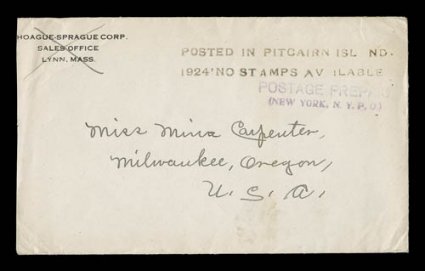 HOAGUE-SPRAGUE CORP.
SALES OFFICE
LYNN, MASS.
POSTED IN PITCAIRN ISL ND.
1924' NO STAMPS AV ILABLE
POSTAGE PREPAID
(NEW YORK, N. Y. P. O.)
Miss Mina Carpenter,
Milwaukee, Oregon,
U. S. A.